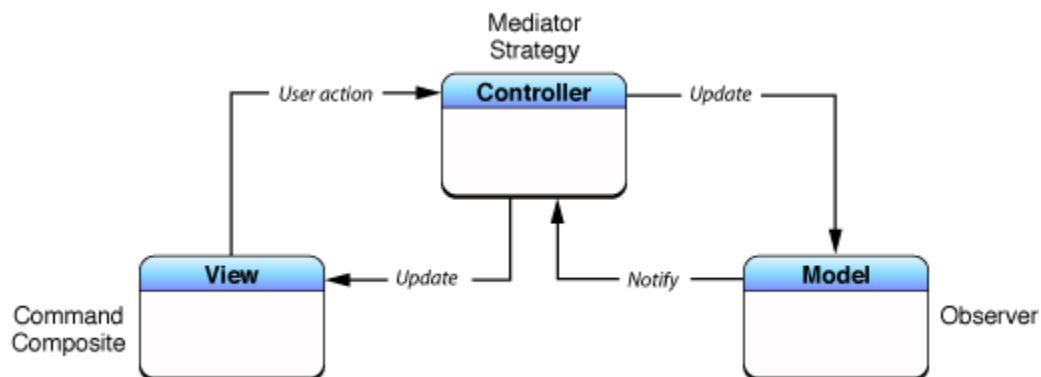 Mediator
Strategy
User action
Controller
Update
View
Update
Notify
Model
Command
Composite
Observer